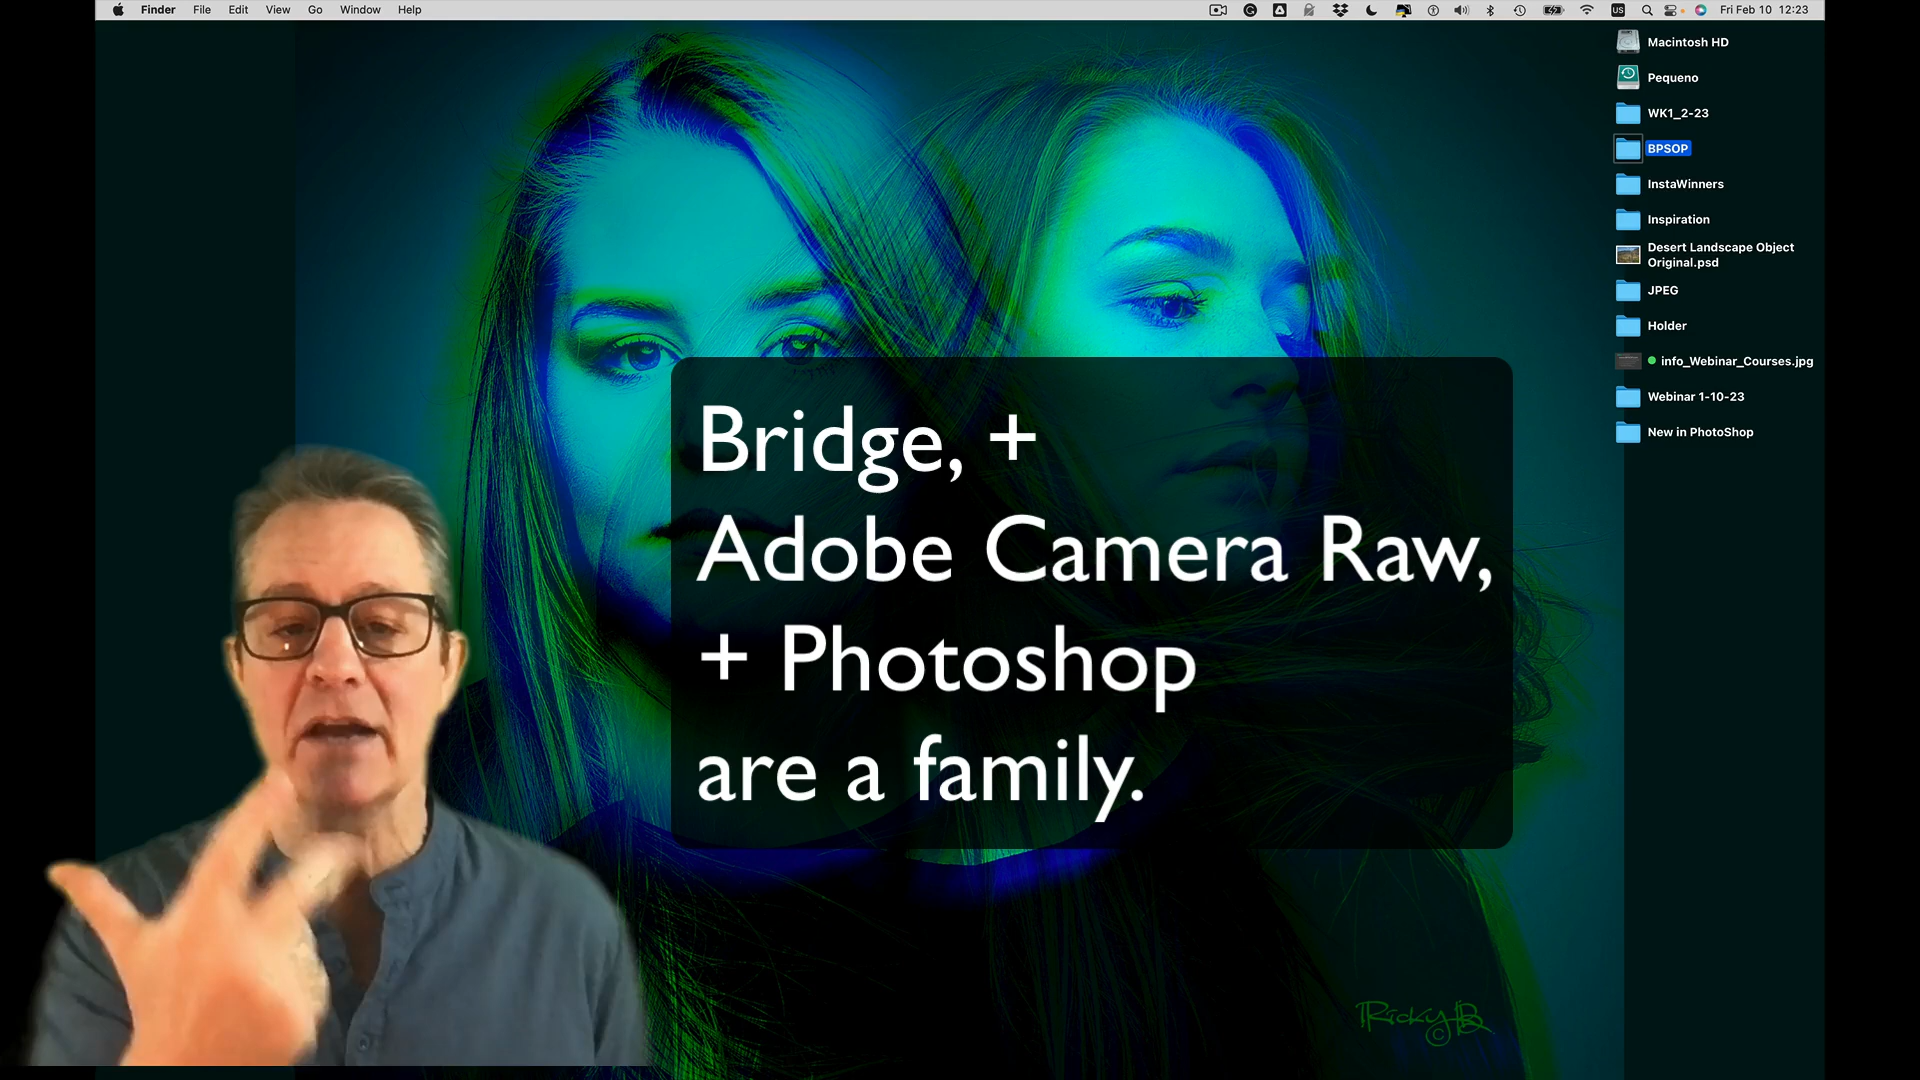 Finder File Edit View Go Window Help
US
Fri Feb 10 12:23
Macintosh HD
Pequeno
WK1_2-23
BPSOP
InstaWinners
Inspiration
Desert Landscape Object
Original.psd
JPEG
Holder
info_Webinar_Courses.jpg
Webinar 1-10-23
New in PhotoShop
Bridge, +
Adobe Camera Raw,
+ Photoshop
are a family.
RickyB
©